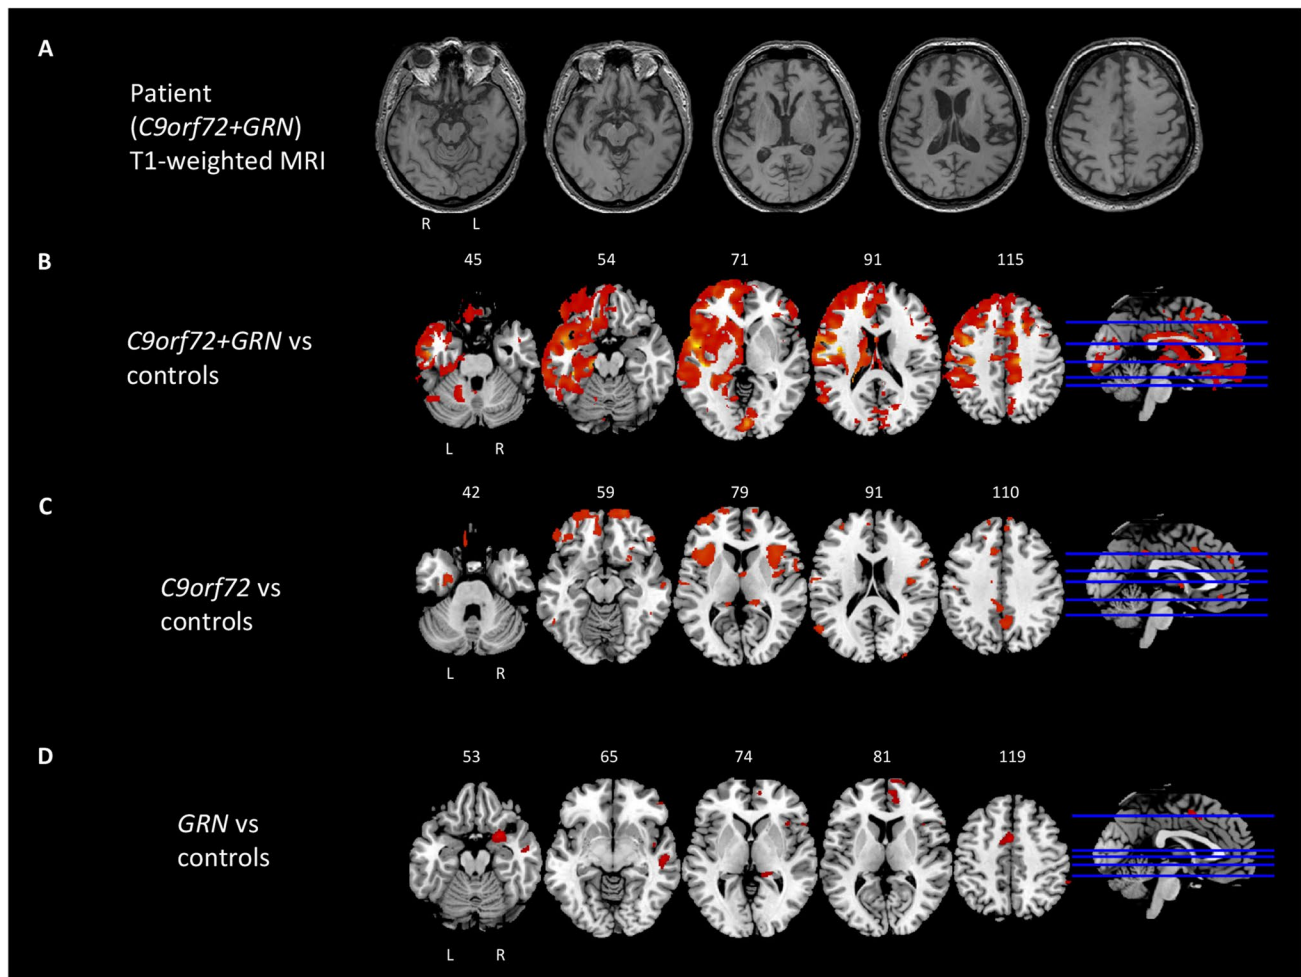 A
Patient
(C9orf72+GRN)
T1-weighted MRI
R L
B
45 54 71 91 115
C9orf72+GRN vs
controls
L R
C
42 59 79 91 110
C9orf72 vs
controls
L R
D
53 65 74 81 119
GRN vs
controls
L R